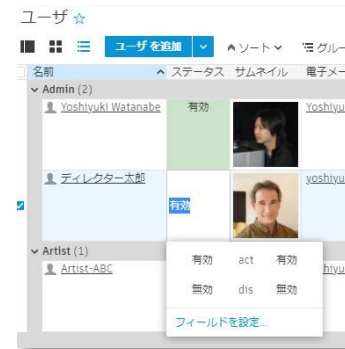 ユーザ ☆
ユーザを追加 ソート グルー
名前 ステータス サムネイル 電子メー
Admin (2)
Yoshiyuki Watanabe 有効 Yoshiyu
ディレクター太郎 有効 yoshiyu
Artist (1)
Artist-ABC hiyu
有効 act 有効
無効 dis 無効
フィールドを設定...